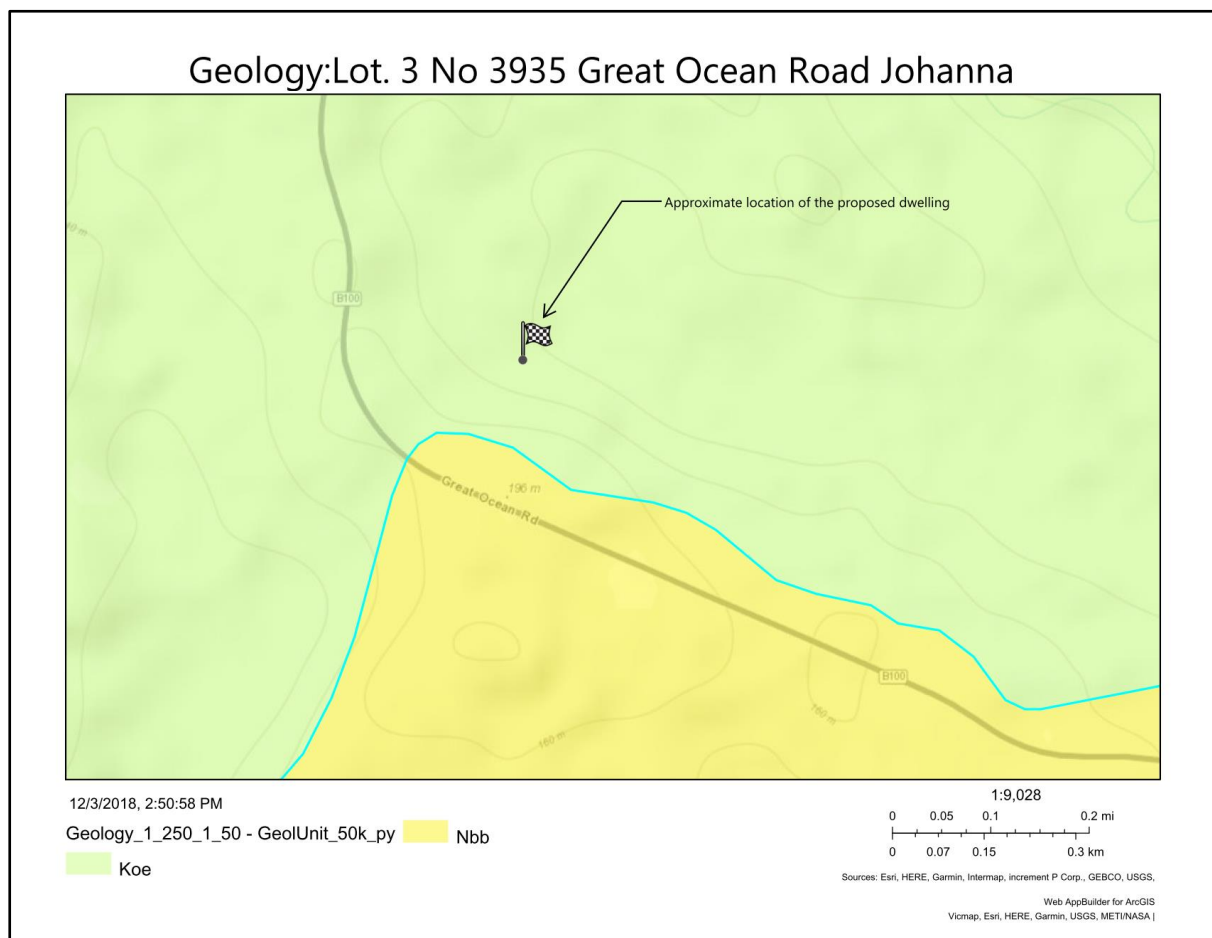 Geology:Lot. 3 No 3935 Great Ocean Road Johanna
Approximate location of the proposed dwelling
B100
Great Ocean Rd
196 m
B100
160 m
160 m
12/3/2018, 2:50:58 PM
Geology_1_250_1_50 - GeolUnit_50k_py
Nbb
Koe
1:9,028
0 0.05 0.1 0.2 mi
0 0.07 0.15 0.3 km
Sources: Esri, HERE, Garmin, Intermap, increment P Corp., GEBCO, USGS,
Web AppBuilder for ArcGIS
Vicmap, Esri, HERE, Garmin, USGS, METI/NASA |